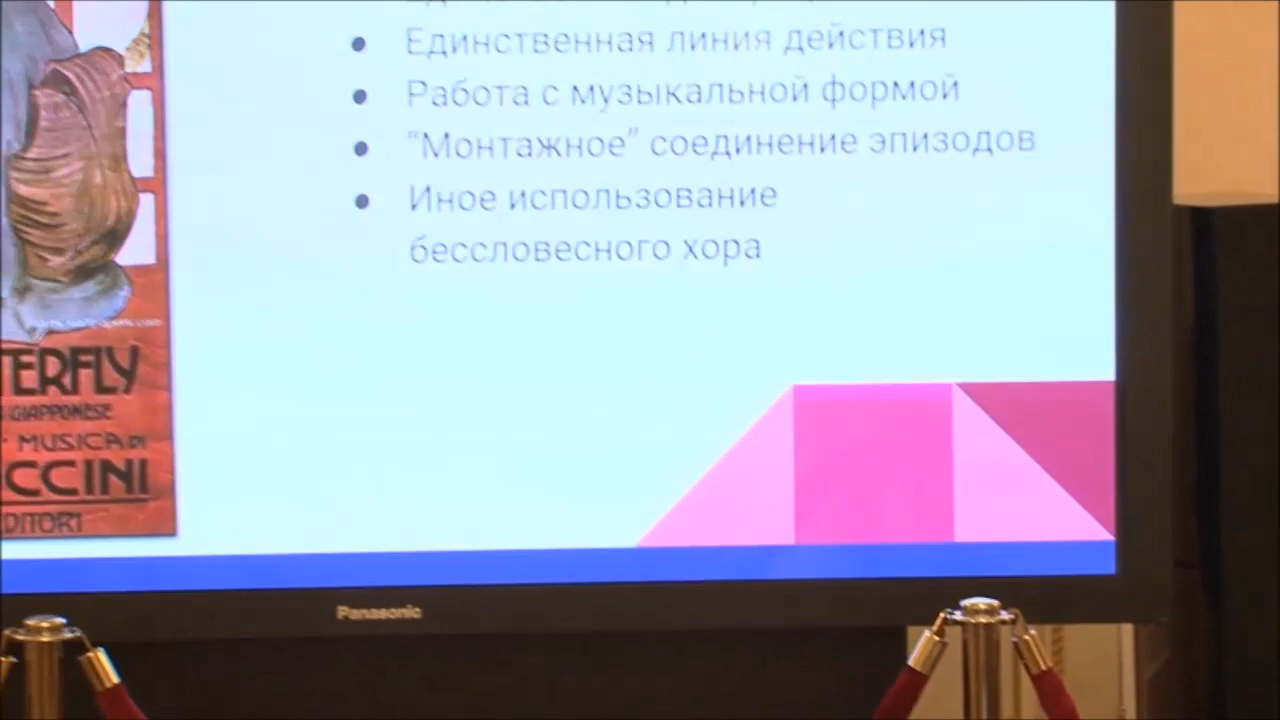 Единственная линия действия
Работа с музыкальной формой
“Монтажное” соединение эпизодов
Иное использование
бессловесного хора
TERFLY
GIAPPONESE
MUSICA DI
CCINI
DITORI
Panasonic